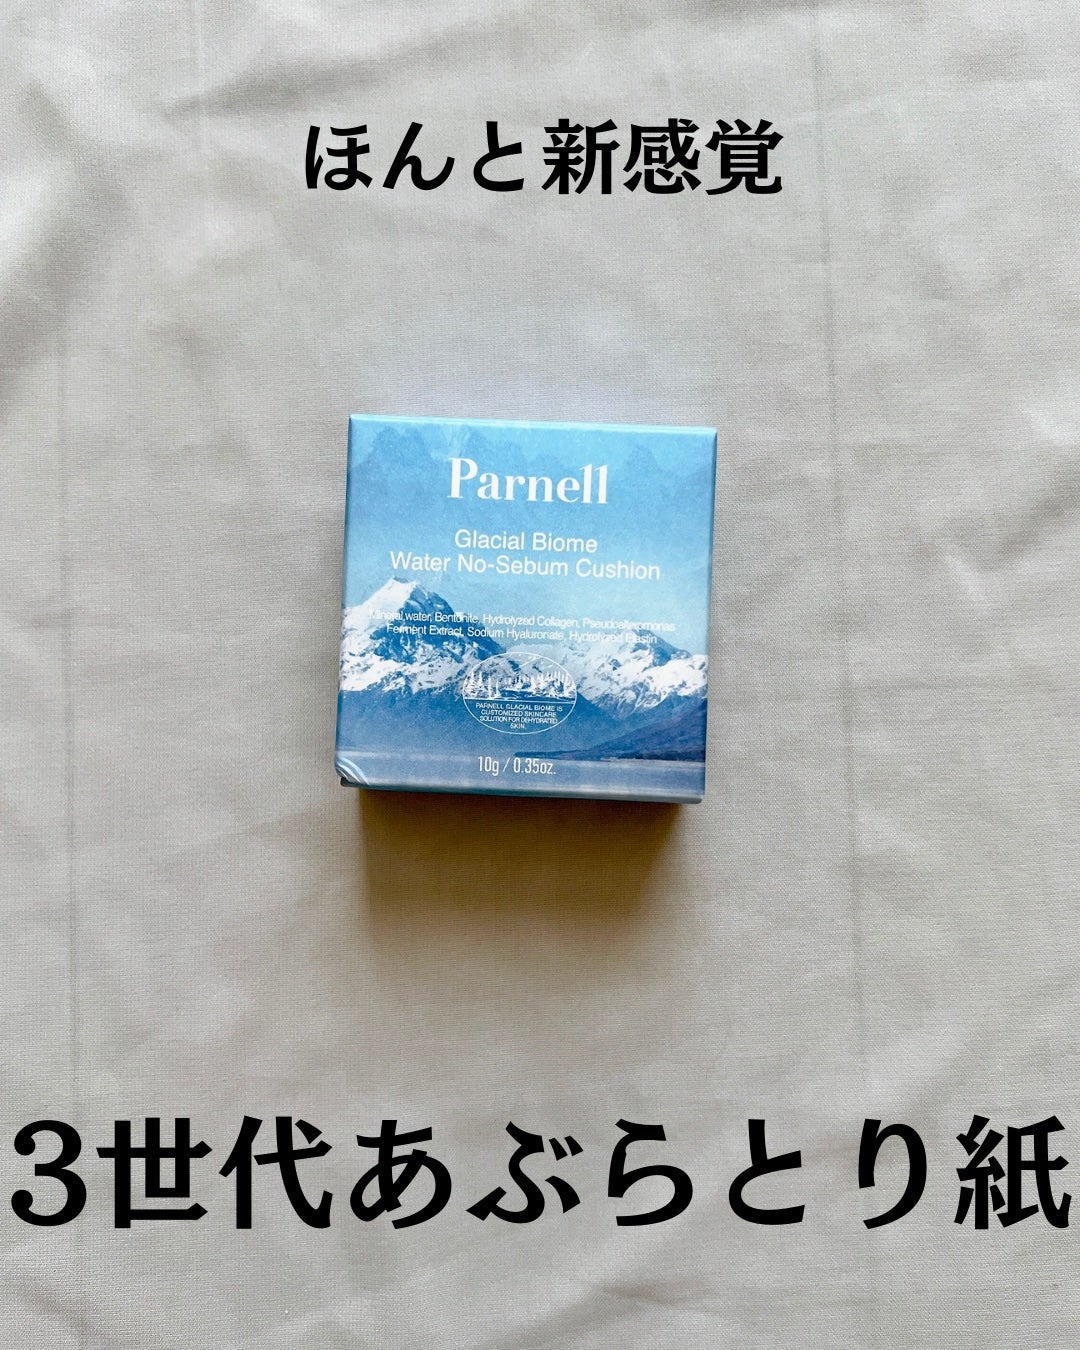 ほんと新感覚
Parnell
Glacial Biome
Water No-Sebum Cushion
Mineral water, Bentonite, Hydrolyzed Collagen, Pseudoalteromonas
Ferment Extract, Sodium Hyaluronate, Hydrolyzed Elastin
PARNELL GLACIAL BIOME IS
CUSTOMIZED SKINCARE
SOLUTION FOR DEHYDRATED
SKIN.
10g / 0.35oz.
3世代あぶらとり紙